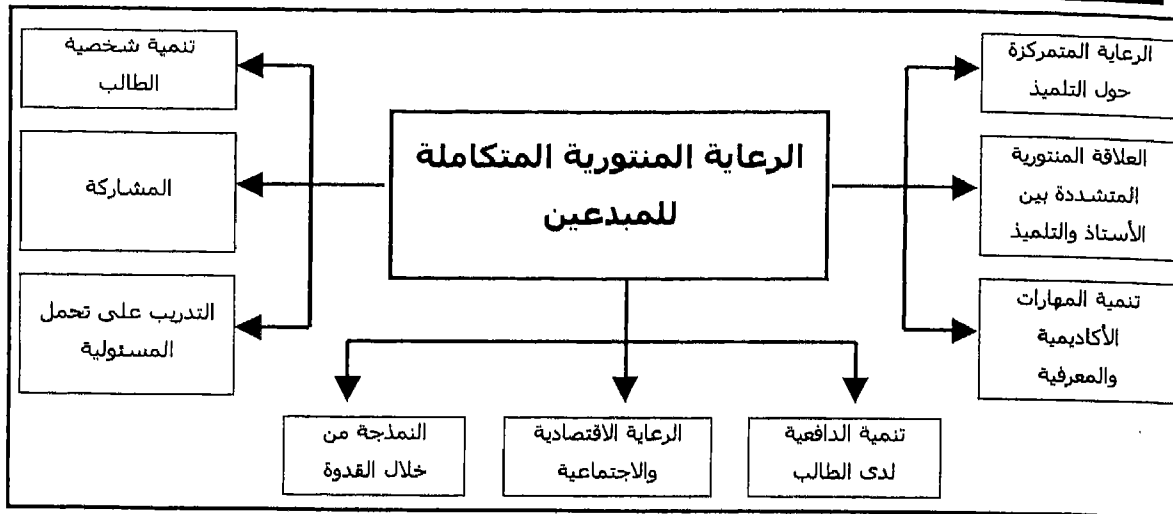 الرعاية المنتورية المتكاملة
للمبدعين
الرعاية المتمركزة
حول التلميذ
العلاقة المنتورية
المتشددة بين
الأستاذ والتلميذ
تنمية المهارات
الأكاديمية
والمعرفية
تنمية الدافعية
لدى الطالب
الرعاية الاقتصادية
والاجتماعية
النمذجة من
خلال القدوة
تنمية شخصية
الطالب
المشاركة
التدريب على تحمل
المسئولية